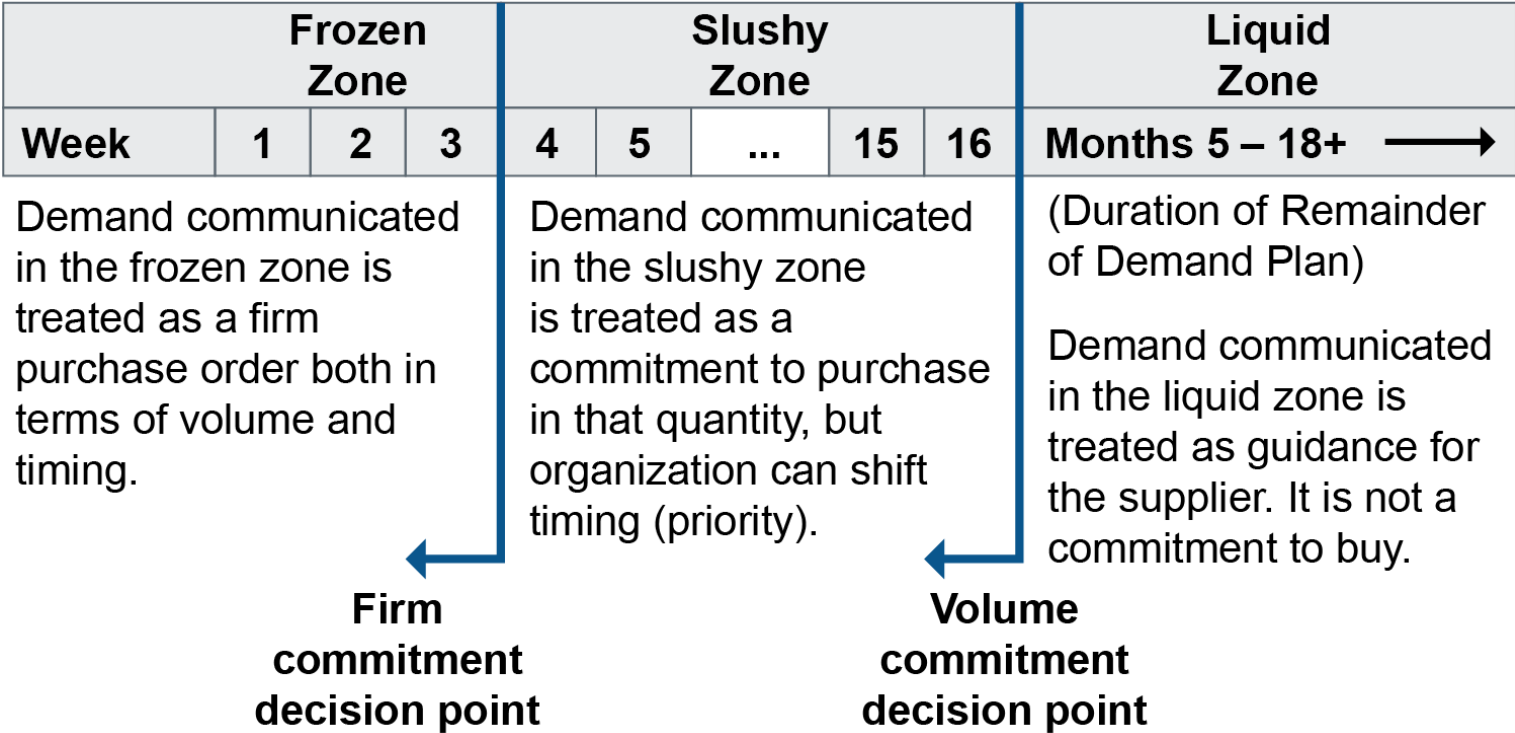 Frozen
Zone
Slushy
Zone
Liquid
Zone
Week 1 2 3 4 5 ... 15 16 Months 5 – 18+
Demand communicated
in the frozen zone is
treated as a firm
purchase order both in
terms of volume and
timing.
Demand communicated
in the slushy zone
is treated as a
commitment to purchase
in that quantity, but
organization can shift
timing (priority).
(Duration of Remainder
of Demand Plan)
Demand communicated
in the liquid zone is
treated as guidance for
the supplier. It is not a
commitment to buy.
Firm
commitment
decision point
Volume
commitment
decision point